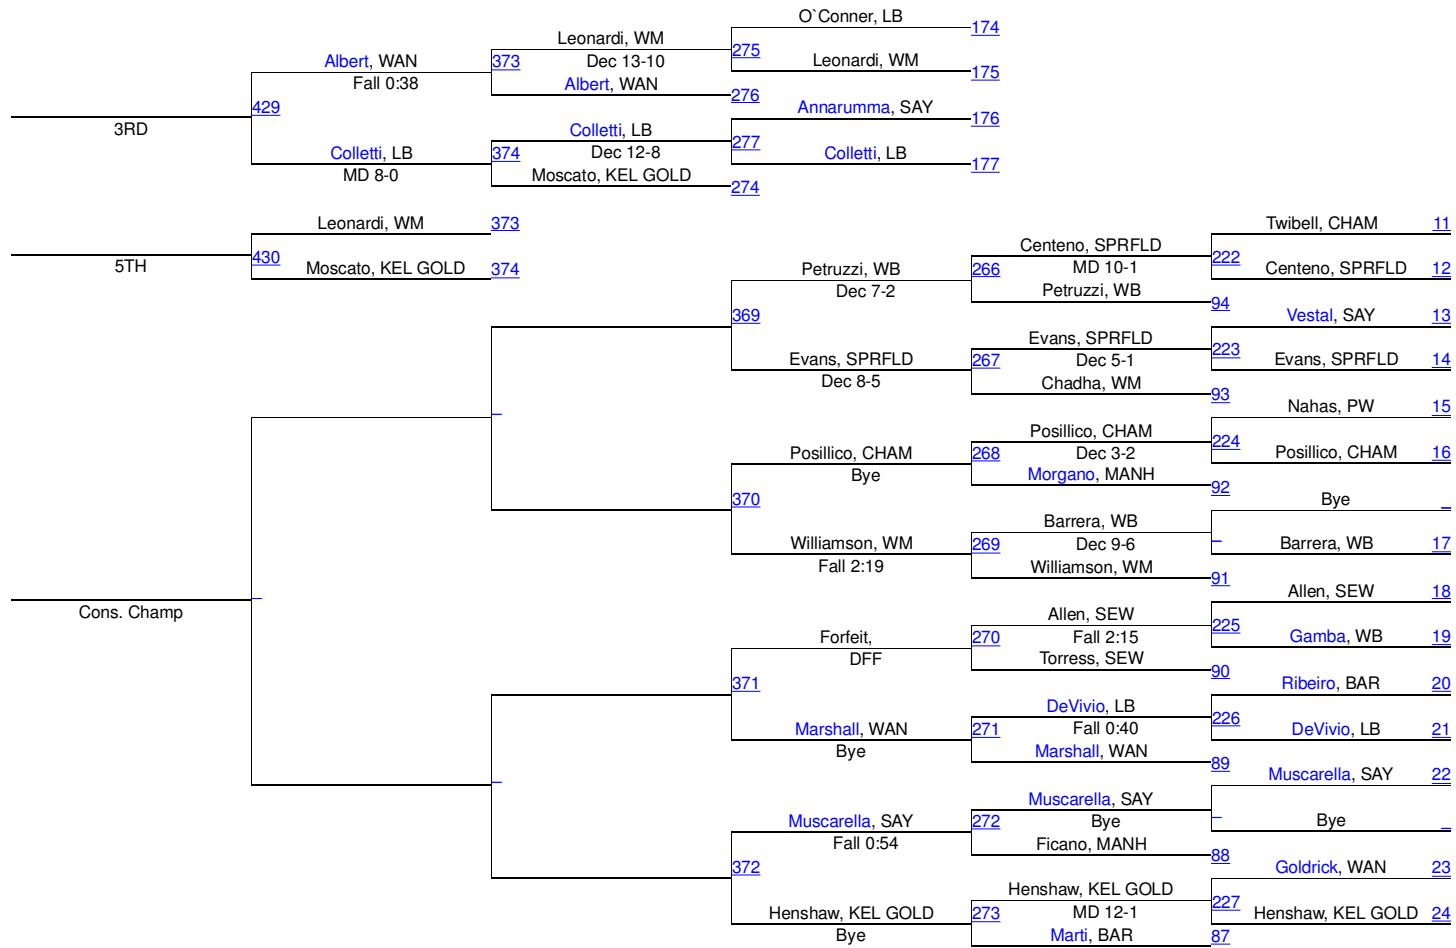 O`Conner, LB 174
Leonardi, WM
275
Albert, WAN 373 Dec 13-10 Leonardi, WM 175
Fall 0:38
Albert, WAN 276
429
Annarumma, SAY 176
3RD
Colletti, LB 277
Colletti, LB 374 Dec 12-8 Colletti, LB 177
MD 8-0
Moscato, KEL GOLD 274
Leonardi, WM 373
430
5TH
Moscato, KEL GOLD 374
Twibell, CHAM 11
Centeno, SPRFLD 222
Petruzzi, WB 266 MD 10-1 Centeno, SPRFLD 12
Dec 7-2
Petruzzi, WB 94
369
Vestal, SAY 13
Evans, SPRFLD 223
Evans, SPRFLD 267 Dec 5-1 Evans, SPRFLD 14
Dec 8-5
Chadha, WM 93
Nahas, PW 15
Posillico, CHAM 224
Posillico, CHAM 268 Dec 3-2 Posillico, CHAM 16
Bye
Morgano, MANH 92
370
Bye
Barrera, WB
Williamson, WM 269 Dec 9-6 Barrera, WB 17
Fall 2:19
Williamson, WM 91
Cons. Champ
Allen, SEW 18
Allen, SEW 225
Forfeit, 270 Fall 2:15 Gamba, WB 19
DFF
Torress, SEW 90
371
Ribeiro, BAR 20
DeVivio, LB 226
Marshall, WAN 271 Fall 0:40 DeVivio, LB 21
Bye
Marshall, WAN 89
Muscarella, SAY 22
Muscarella, SAY
Muscarella, SAY 272 Bye Bye
Fall 0:54
Ficano, MANH 88
372
Goldrick, WAN 23
Henshaw, KEL GOLD 227
Henshaw, KEL GOLD 273 MD 12-1 Henshaw, KEL GOLD 24
Bye
Marti, BAR 87